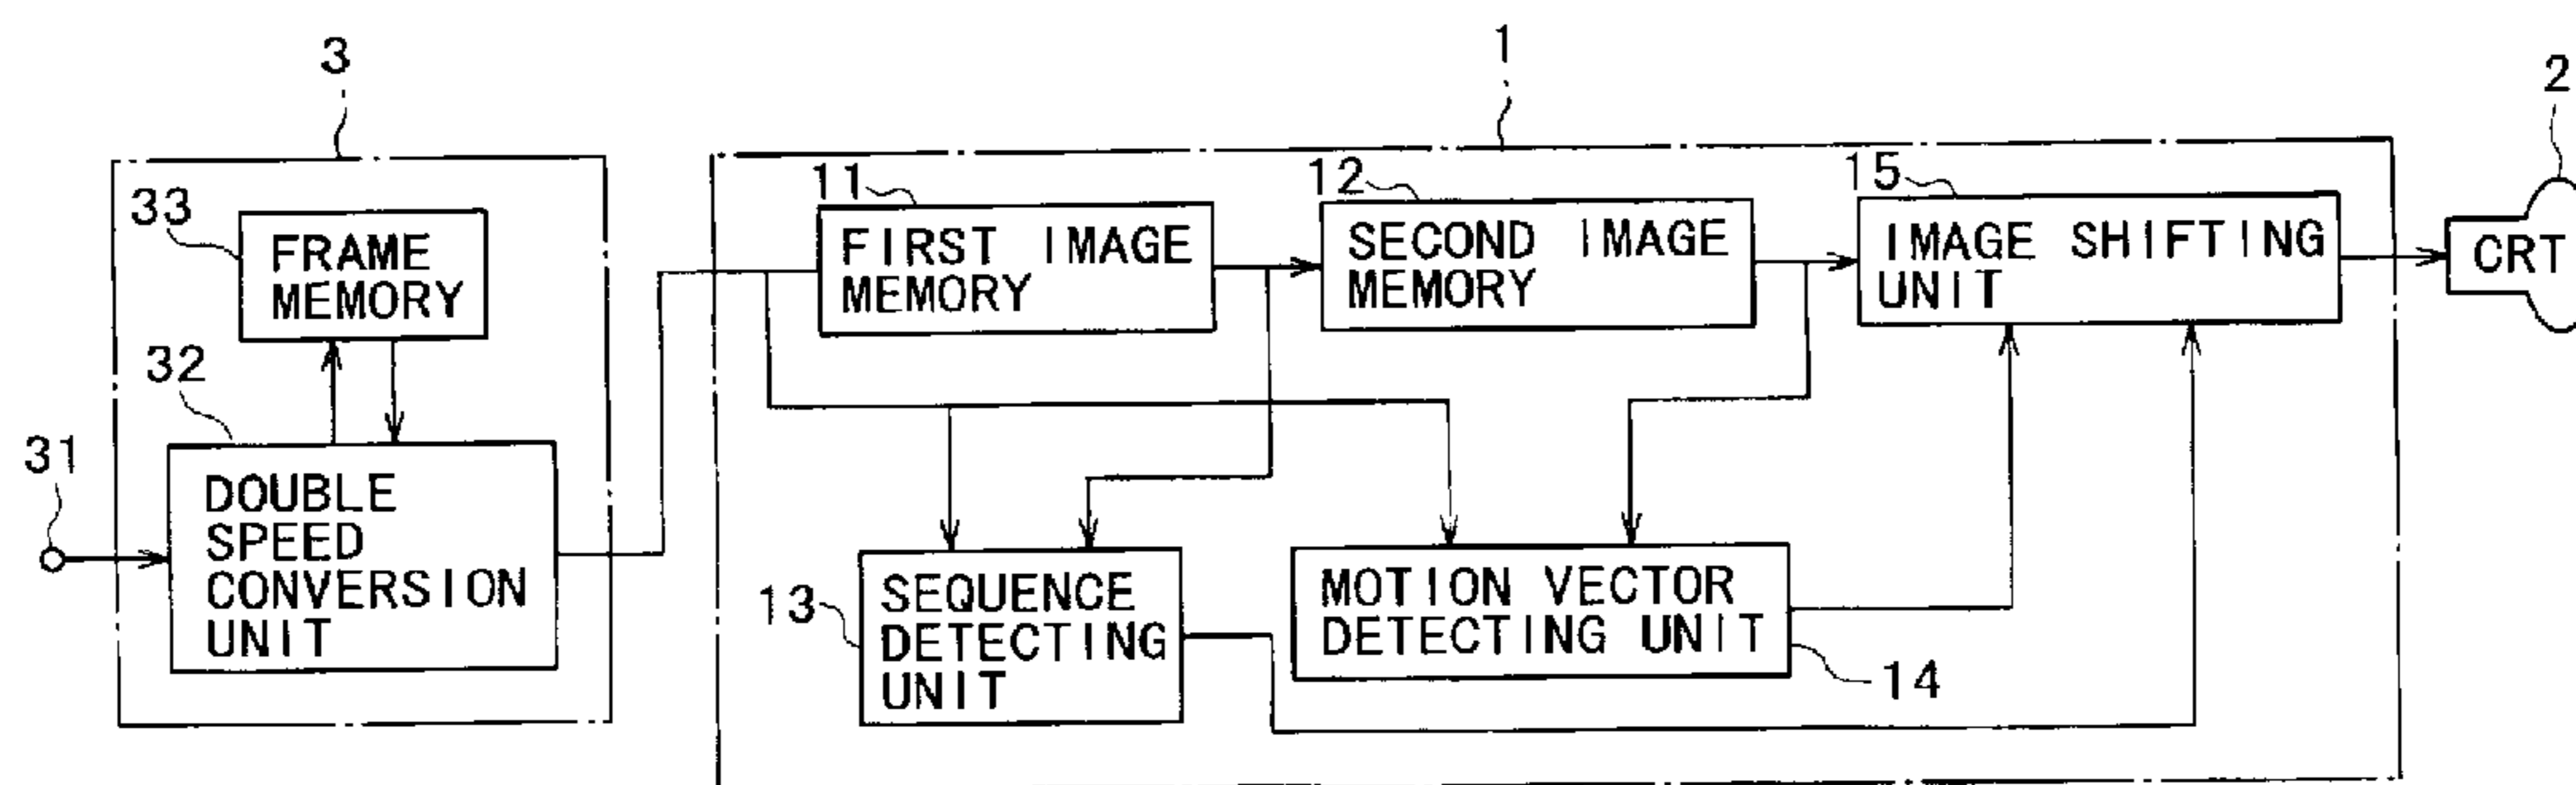 3
1
2
33
FRAME
MEMORY
32
31
DOUBLE
SPEED
CONVERSION
UNIT
11
FIRST IMAGE
MEMORY
12
SECOND IMAGE
MEMORY
15
IMAGE SHIFTING
UNIT
CRT
13
SEQUENCE
DETECTING
UNIT
MOTION VECTOR
DETECTING UNIT
14